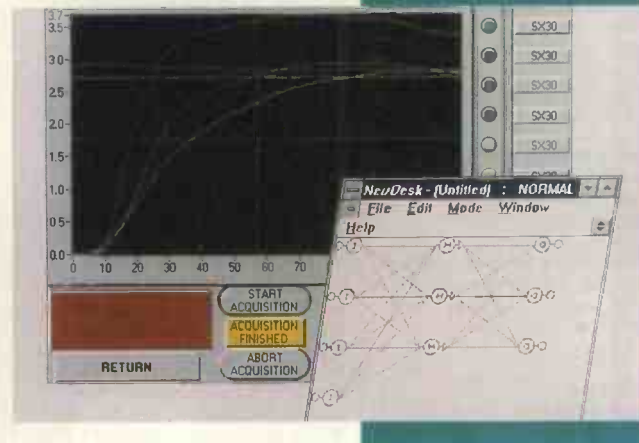 3.7
3.5
3.0
2.5
2.0
1.5
1.0
0.5
0.0
0 10 20 30 40 50 60 70
SX30
SX30
SX30
SX30
SX30
START
ACQUISITION
ACQUISITION
FINISHED
ABORT
ACQUISITION
RETURN
NeuDesk - (Untitled) : NORMAL
File Edit Mode Window
Help
I H O
I H O
I H O
I